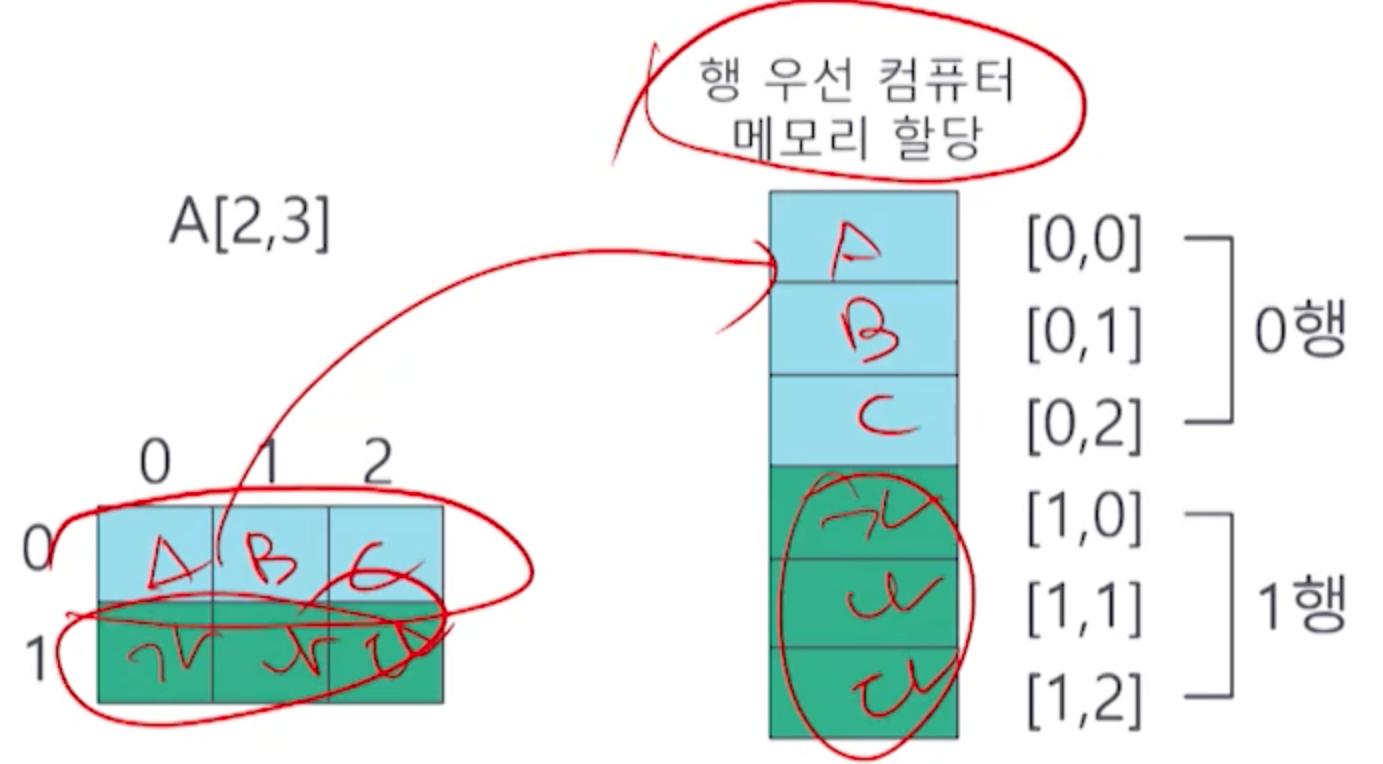 행 우선 컴퓨터
메모리 할당
A[2,3]
A [0,0]
B [0,1] 0행
C [0,2]
가 [1,0]
나 [1,1] 1행
다 [1,2]
0 1 2
0 A B C
1 가 나 다